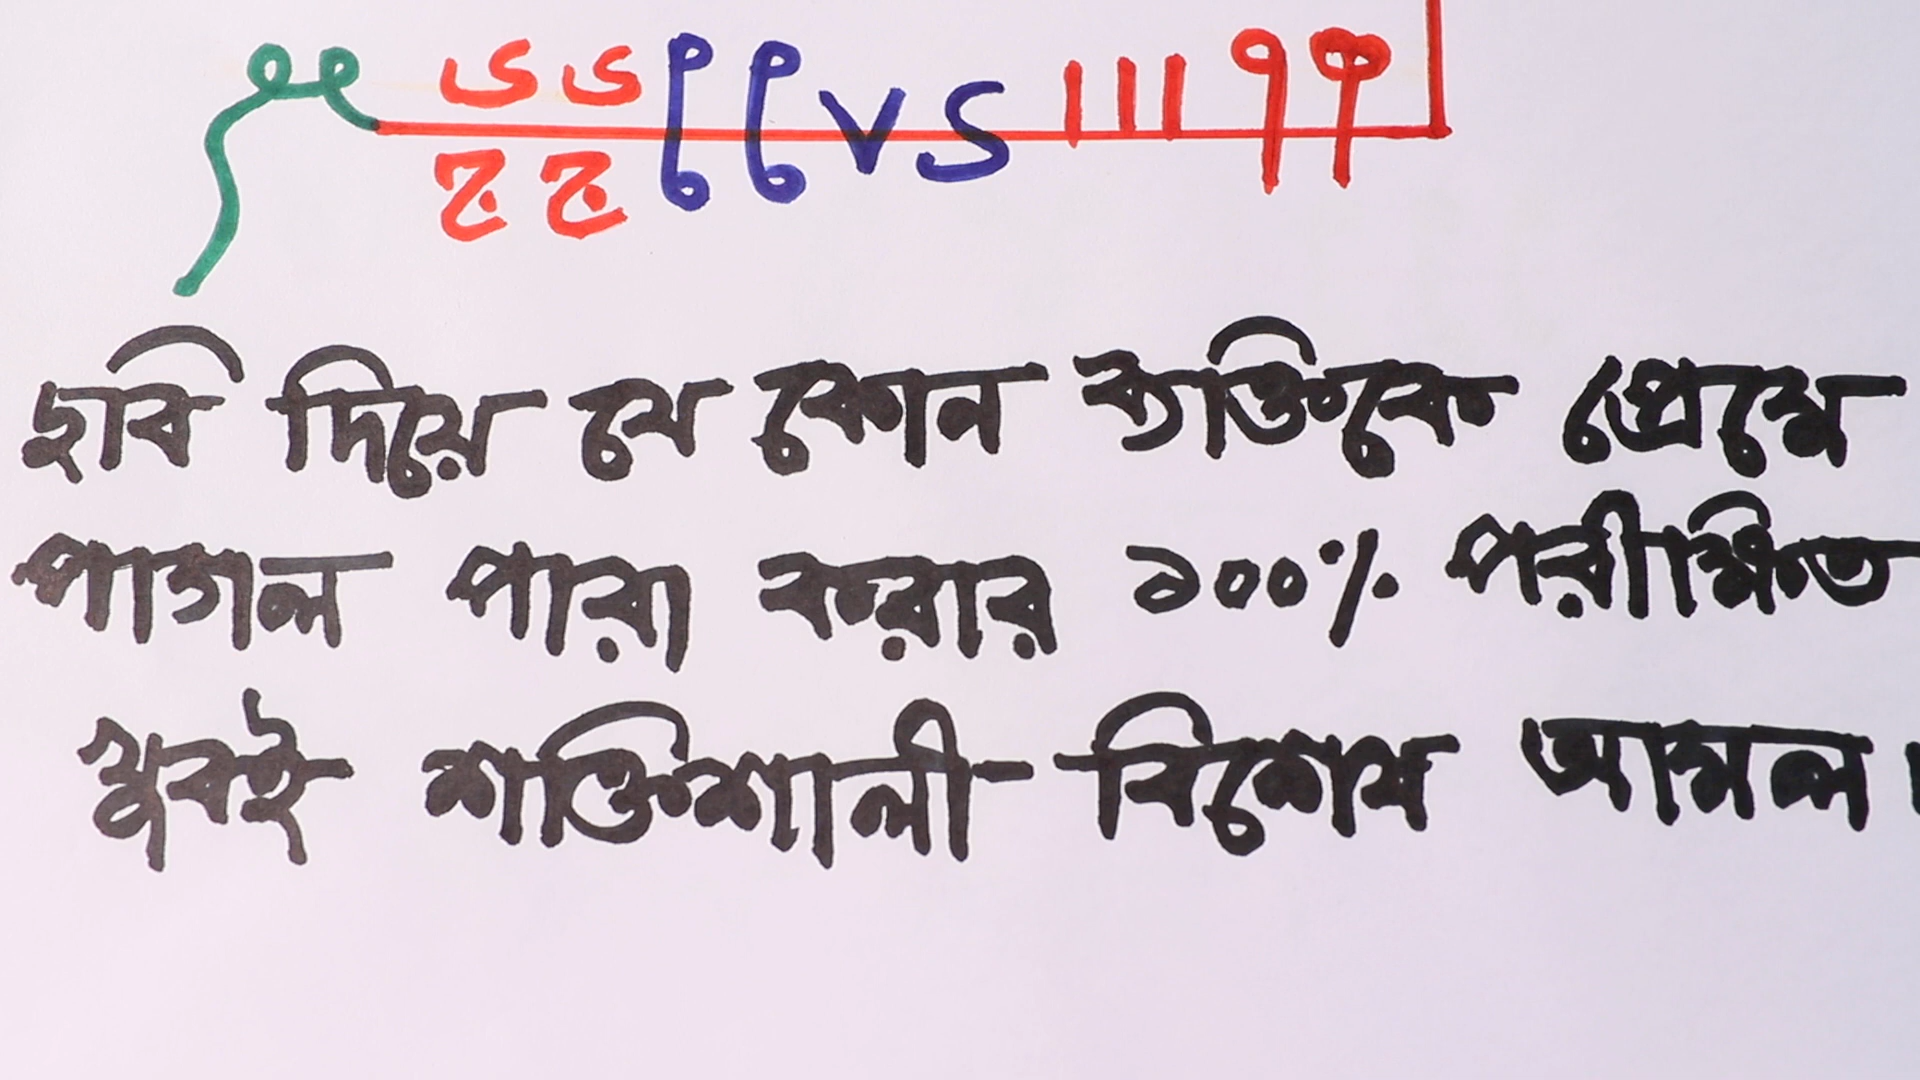 ছবি দিয়ে যে কোন ব্যক্তিকে প্রেমে
পাগল পারা করার ১০০% পরীক্ষিত
খুবই শক্তিশালী বিশেষ আমল।